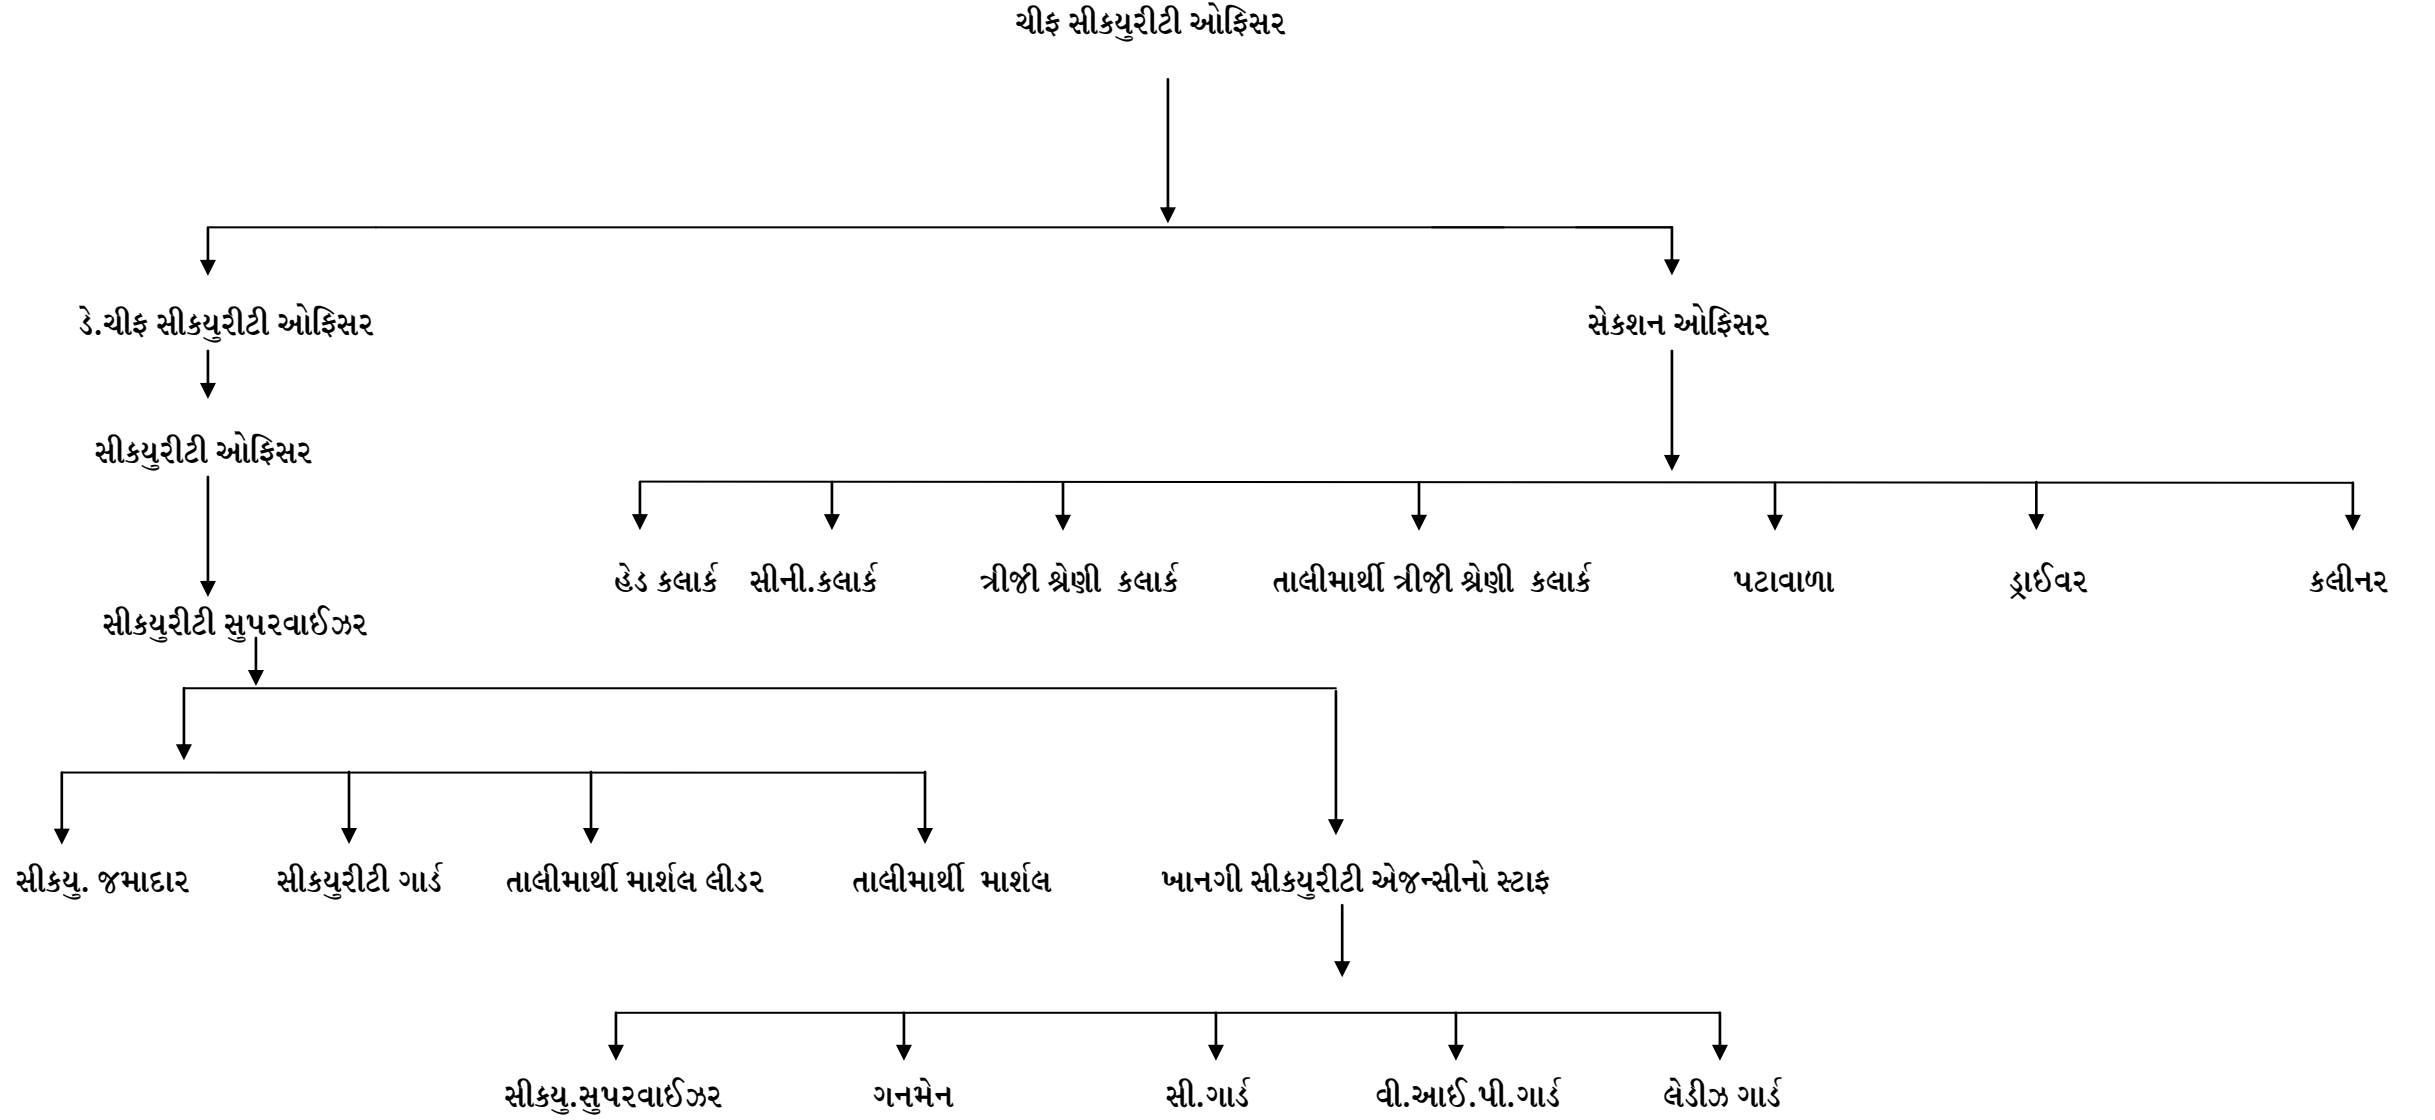 ચીફ સીકયુરીટી ઓફિસર
ડે.ચીફ સીકયુરીટી ઓફિસર
સેકશન ઓફિસર
સીકયુરીટી ઓફિસર
હેડ કલાર્ક સીની.કલાર્ક ત્રીજી શ્રેણી કલાર્ક તાલીમાર્થી ત્રીજી શ્રેણી કલાર્ક પટાવાળા ડ્રાઈવર કલીનર
સીકયુરીટી સુપરવાઈઝર
સીકયુ. જમાદાર સીકયુરીટી ગાર્ડ તાલીમાર્થી માર્શલ લીડર તાલીમાર્થી માર્શલ ખાનગી સીકયુરીટી એજન્સીનો સ્ટાફ
સીકયુ.સુપરવાઈઝર ગનમેન સી.ગાર્ડ વી.આઈ.પી.ગાર્ડ લેડીઝ ગાર્ડ